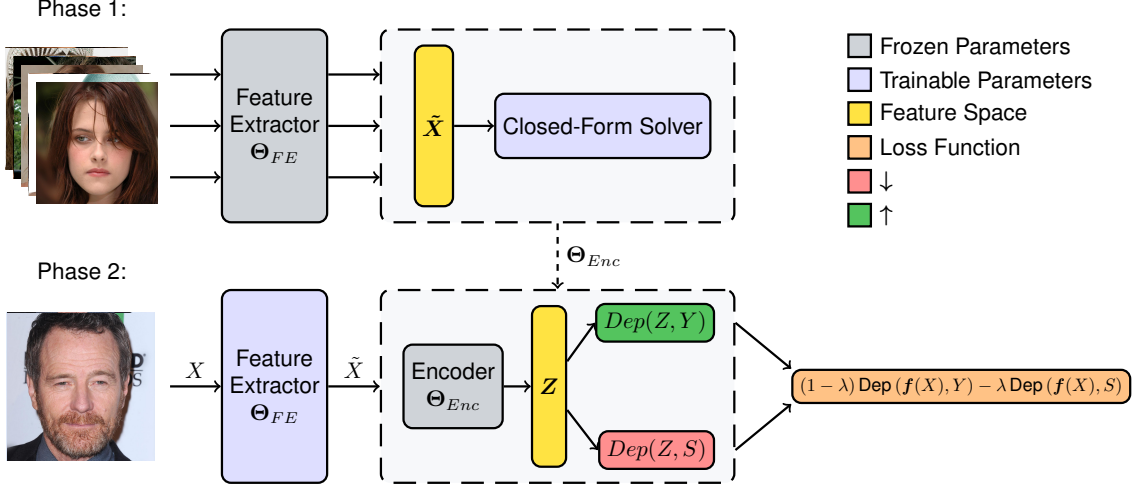 Phase 1:
Feature
Extractor
Θ_FE
X̃
Closed-Form Solver
Frozen Parameters
Trainable Parameters
Feature Space
Loss Function
↓
↑
Θ_Enc
Phase 2:
X
Feature
Extractor
Θ_FE
X̃
Encoder
Θ_Enc
Z
Dep(Z, Y)
Dep(Z, S)
(1 − λ) Dep (f(X), Y) − λ Dep (f(X), S)